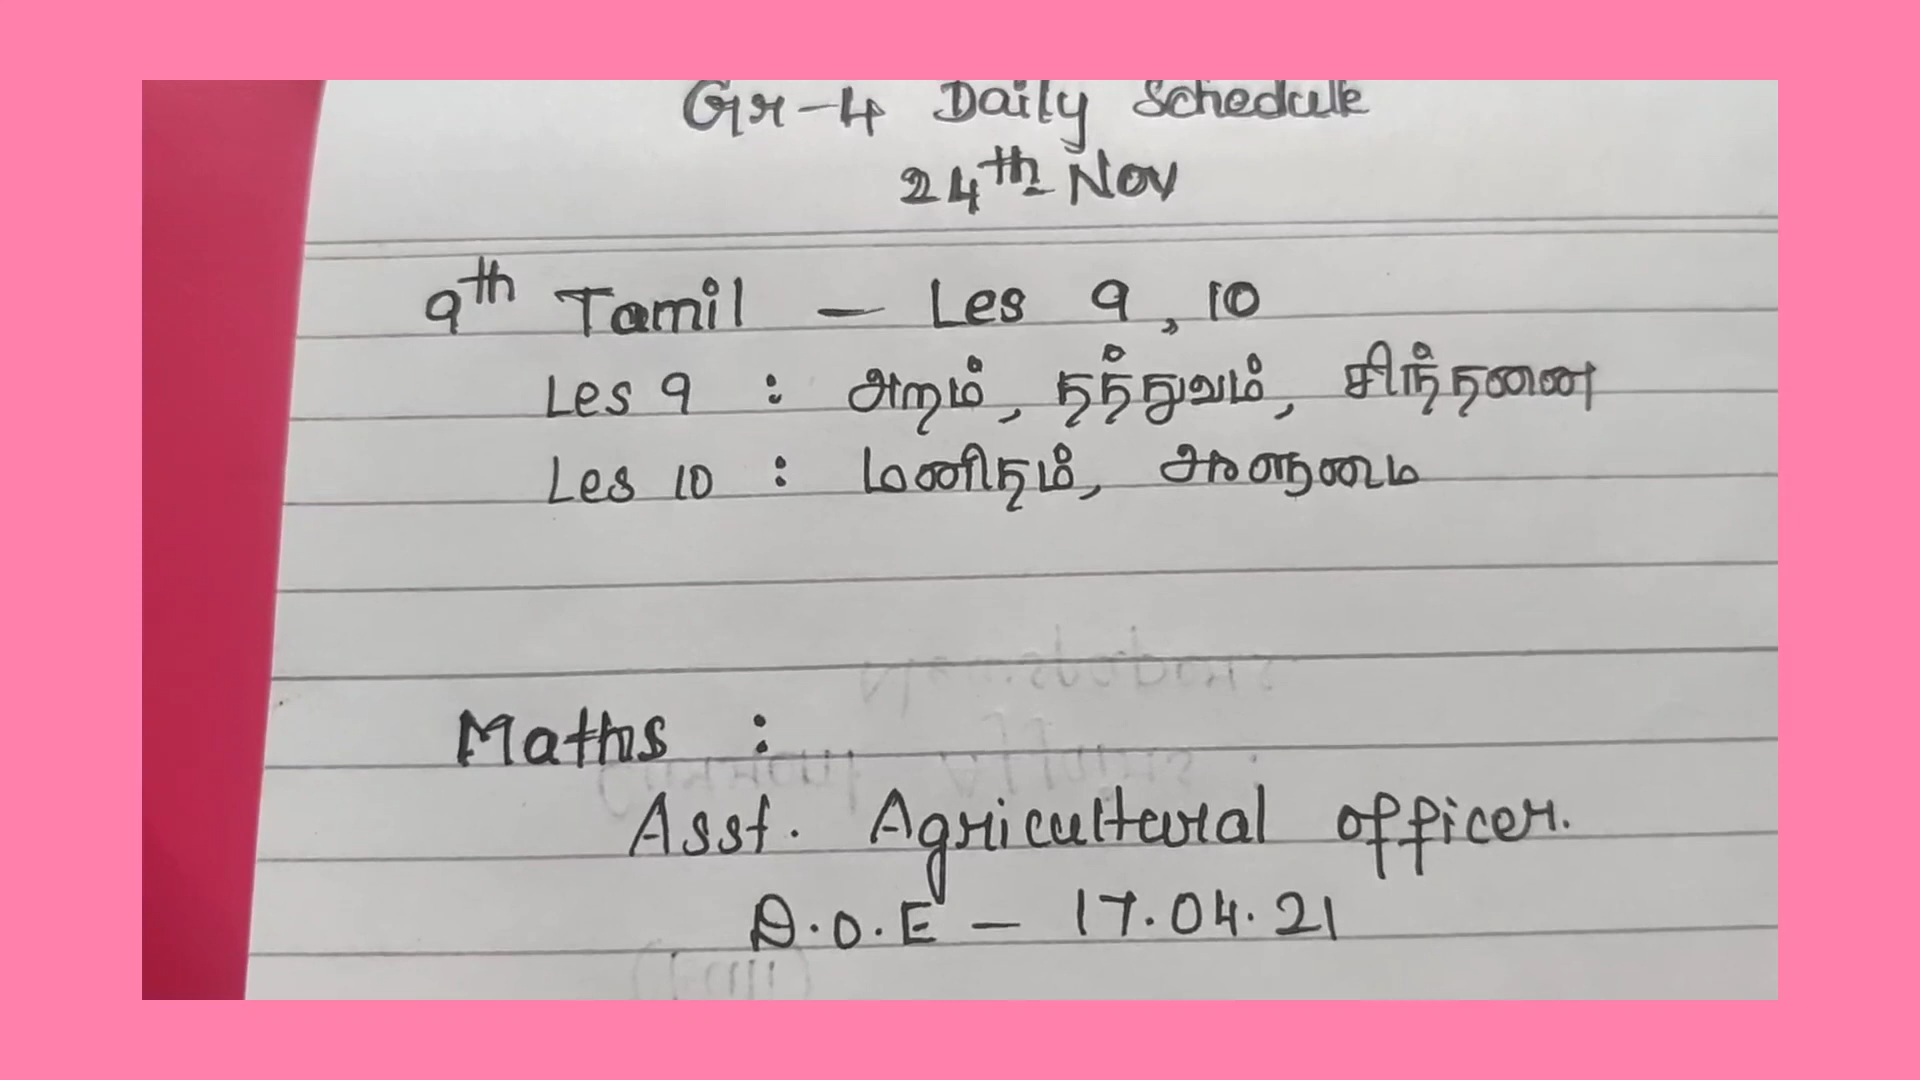 Gr-4 Daily Schedule
24th Nov
9th Tamil – Les 9, 10
Les 9 : அறம், தத்துவம், சிந்தனை
Les 10 : மனிதம், ஆளுமை
Maths :
Asst. Agricultural officer.
D.O.E – 17.04.21